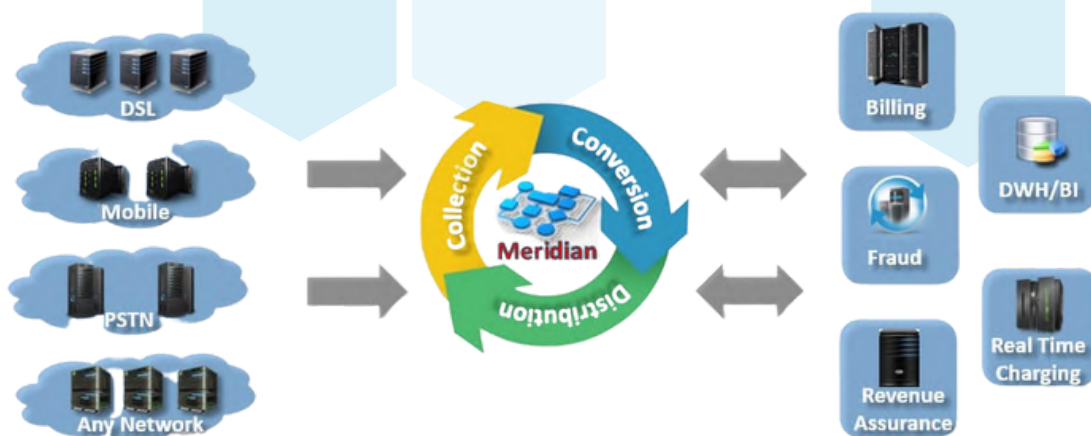 DSL
Mobile
PSTN
Any Network
Collection
Conversion
Distribution
Meridian
Billing
DWH/BI
Fraud
Real Time
Charging
Revenue
Assurance